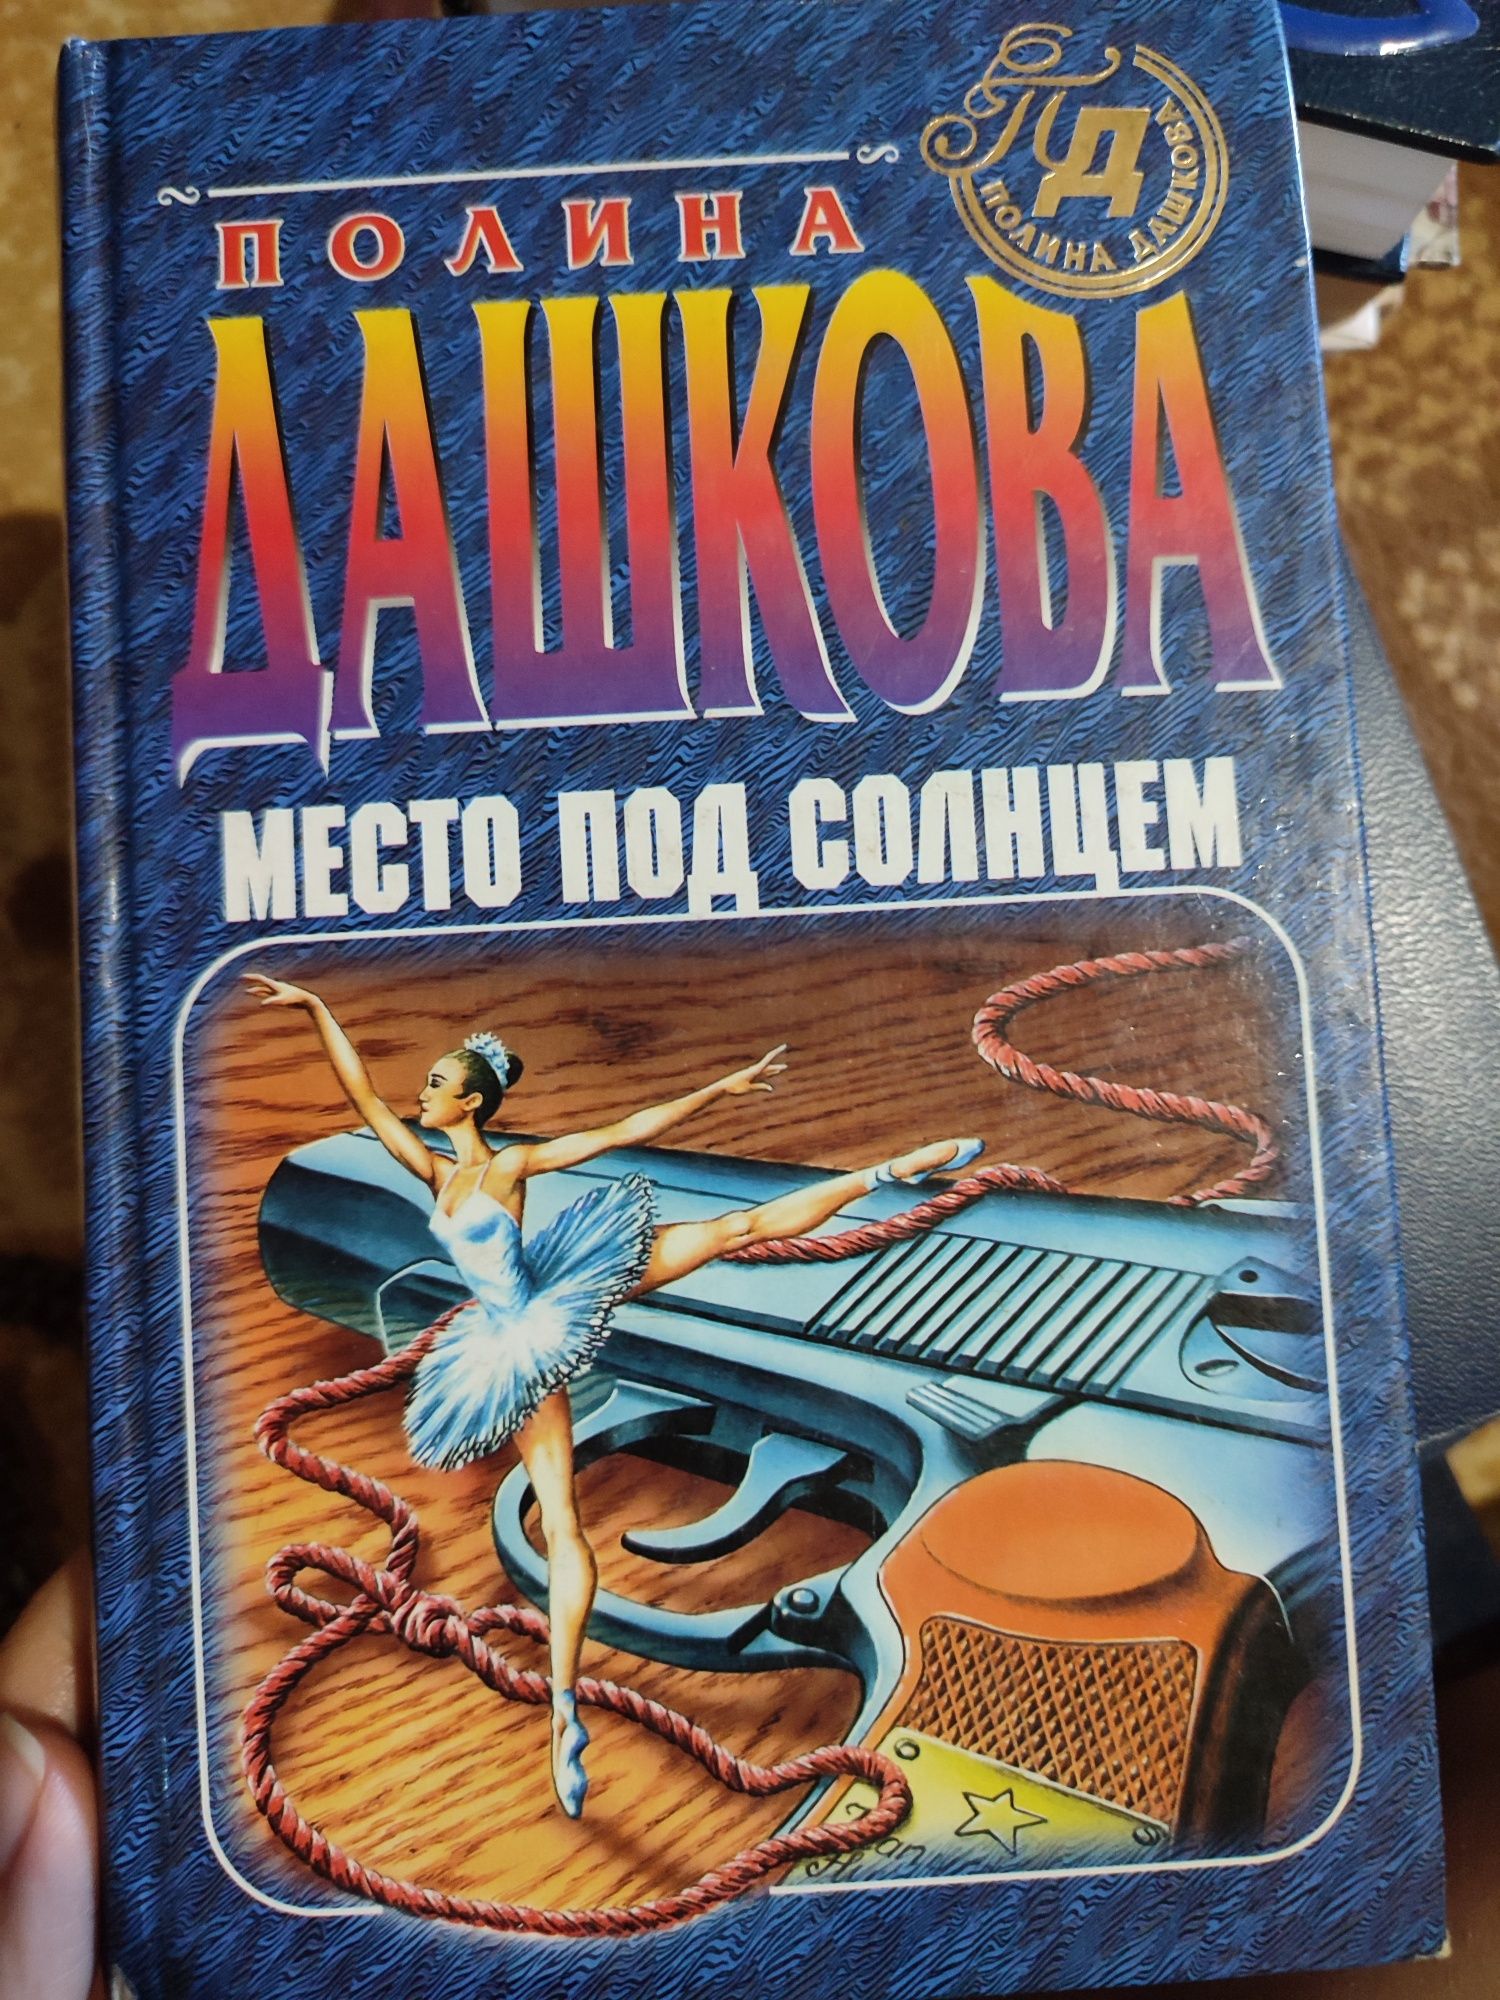 ПД
ПОЛИНА ДАШКОВА
ПОЛИНА
ДАШКОВА
МЕСТО ПОД СОЛНЦЕМ